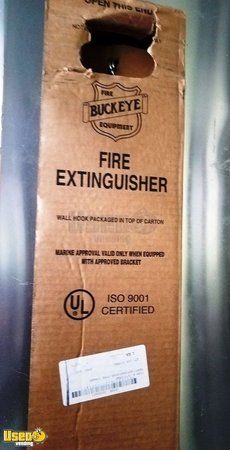 OPEN THIS END
FIRE
BUCKEYE
EQUIPMENT
FIRE
EXTINGUISHER
WALL HOOK PACKAGED IN TOP OF CARTON
MARINE APPROVAL VALID ONLY WHEN EQUIPPED
WITH APPROVED BRACKET
UL
ISO 9001
CERTIFIED
UsedVending